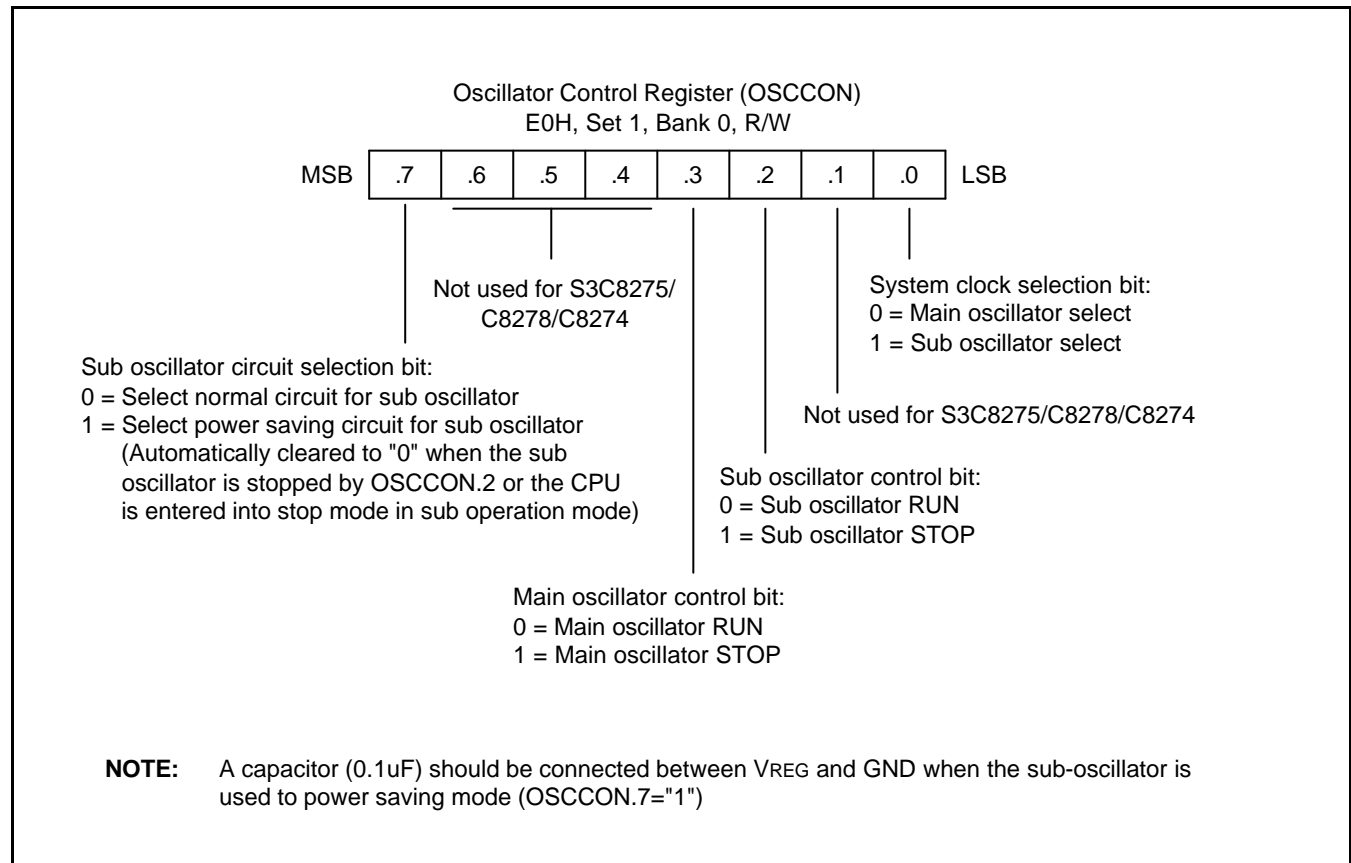 Oscillator Control Register (OSCCON)
E0H, Set 1, Bank 0, R/W
MSB .7 .6 .5 .4 .3 .2 .1 .0 LSB
Not used for S3C8275/
C8278/C8274
System clock selection bit:
0 = Main oscillator select
1 = Sub oscillator select
Sub oscillator circuit selection bit:
0 = Select normal circuit for sub oscillator
1 = Select power saving circuit for sub oscillator
(Automatically cleared to "0" when the sub
oscillator is stopped by OSCCON.2 or the CPU
is entered into stop mode in sub operation mode)
Not used for S3C8275/C8278/C8274
Sub oscillator control bit:
0 = Sub oscillator RUN
1 = Sub oscillator STOP
Main oscillator control bit:
0 = Main oscillator RUN
1 = Main oscillator STOP
NOTE: A capacitor (0.1uF) should be connected between VREG and GND when the sub-oscillator is
used to power saving mode (OSCCON.7="1")